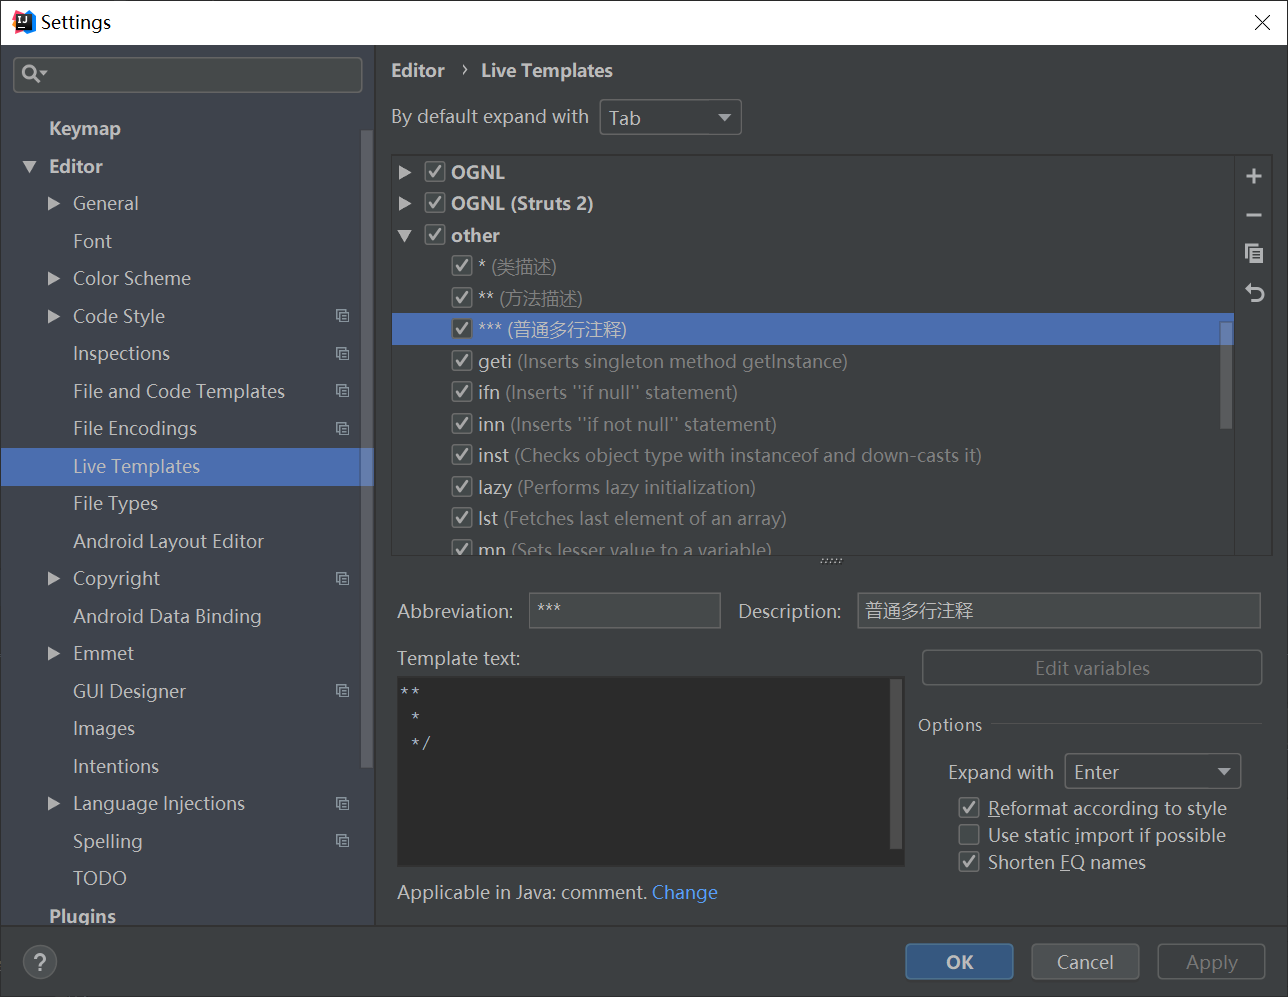 Settings
Keymap
Editor
General
Font
Color Scheme
Code Style
Inspections
File and Code Templates
File Encodings
Live Templates
File Types
Android Layout Editor
Copyright
Android Data Binding
Emmet
GUI Designer
Images
Intentions
Language Injections
Spelling
TODO
Plugins
Editor › Live Templates
By default expand with Tab
OGNL
OGNL (Struts 2)
other
* (类描述)
** (方法描述)
*** (普通多行注释)
geti (Inserts singleton method getInstance)
ifn (Inserts ''if null'' statement)
inn (Inserts ''if not null'' statement)
inst (Checks object type with instanceof and down-casts it)
lazy (Performs lazy initialization)
lst (Fetches last element of an array)
mn (Sets lesser value to a variable)
Abbreviation: *** Description: 普通多行注释
Template text:
**
 *
 */
Edit variables
Options
Expand with Enter
Reformat according to style
Use static import if possible
Shorten FQ names
Applicable in Java: comment. Change
? OK Cancel Apply